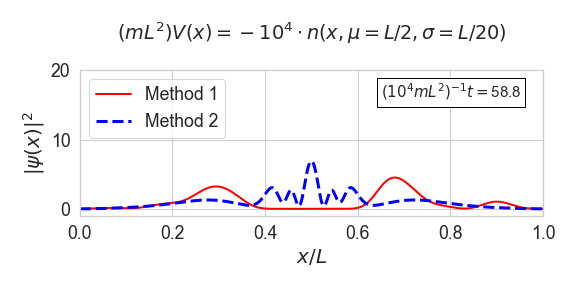 (mL²)V(x) = −10⁴ · n(x, μ = L/2, σ = L/20)
20
10
0
|ψ(x)|²
Method 1
Method 2
(10⁴mL²)⁻¹t = 58.8
0.0 0.2 0.4 0.6 0.8 1.0
x/L